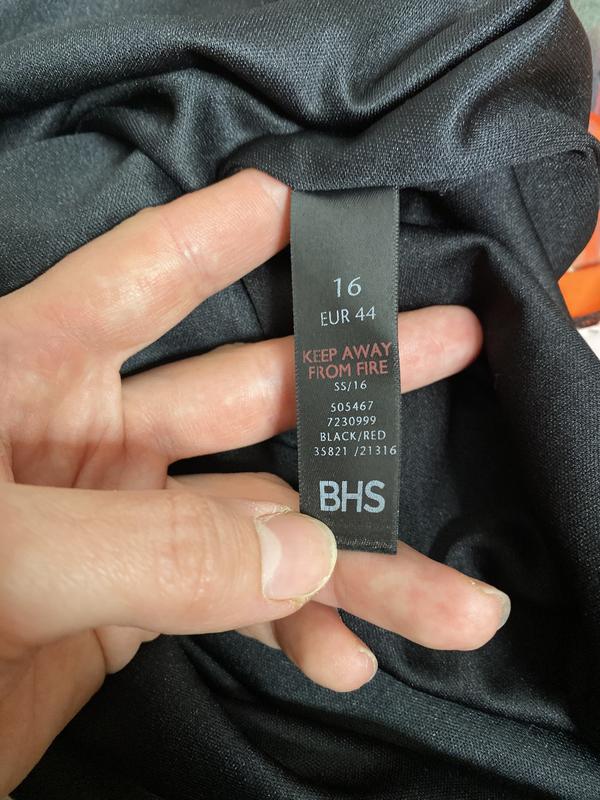 16
EUR 44
KEEP AWAY
FROM FIRE
SS/16
505467
7230999
BLACK/RED
35821 /21316
BHS